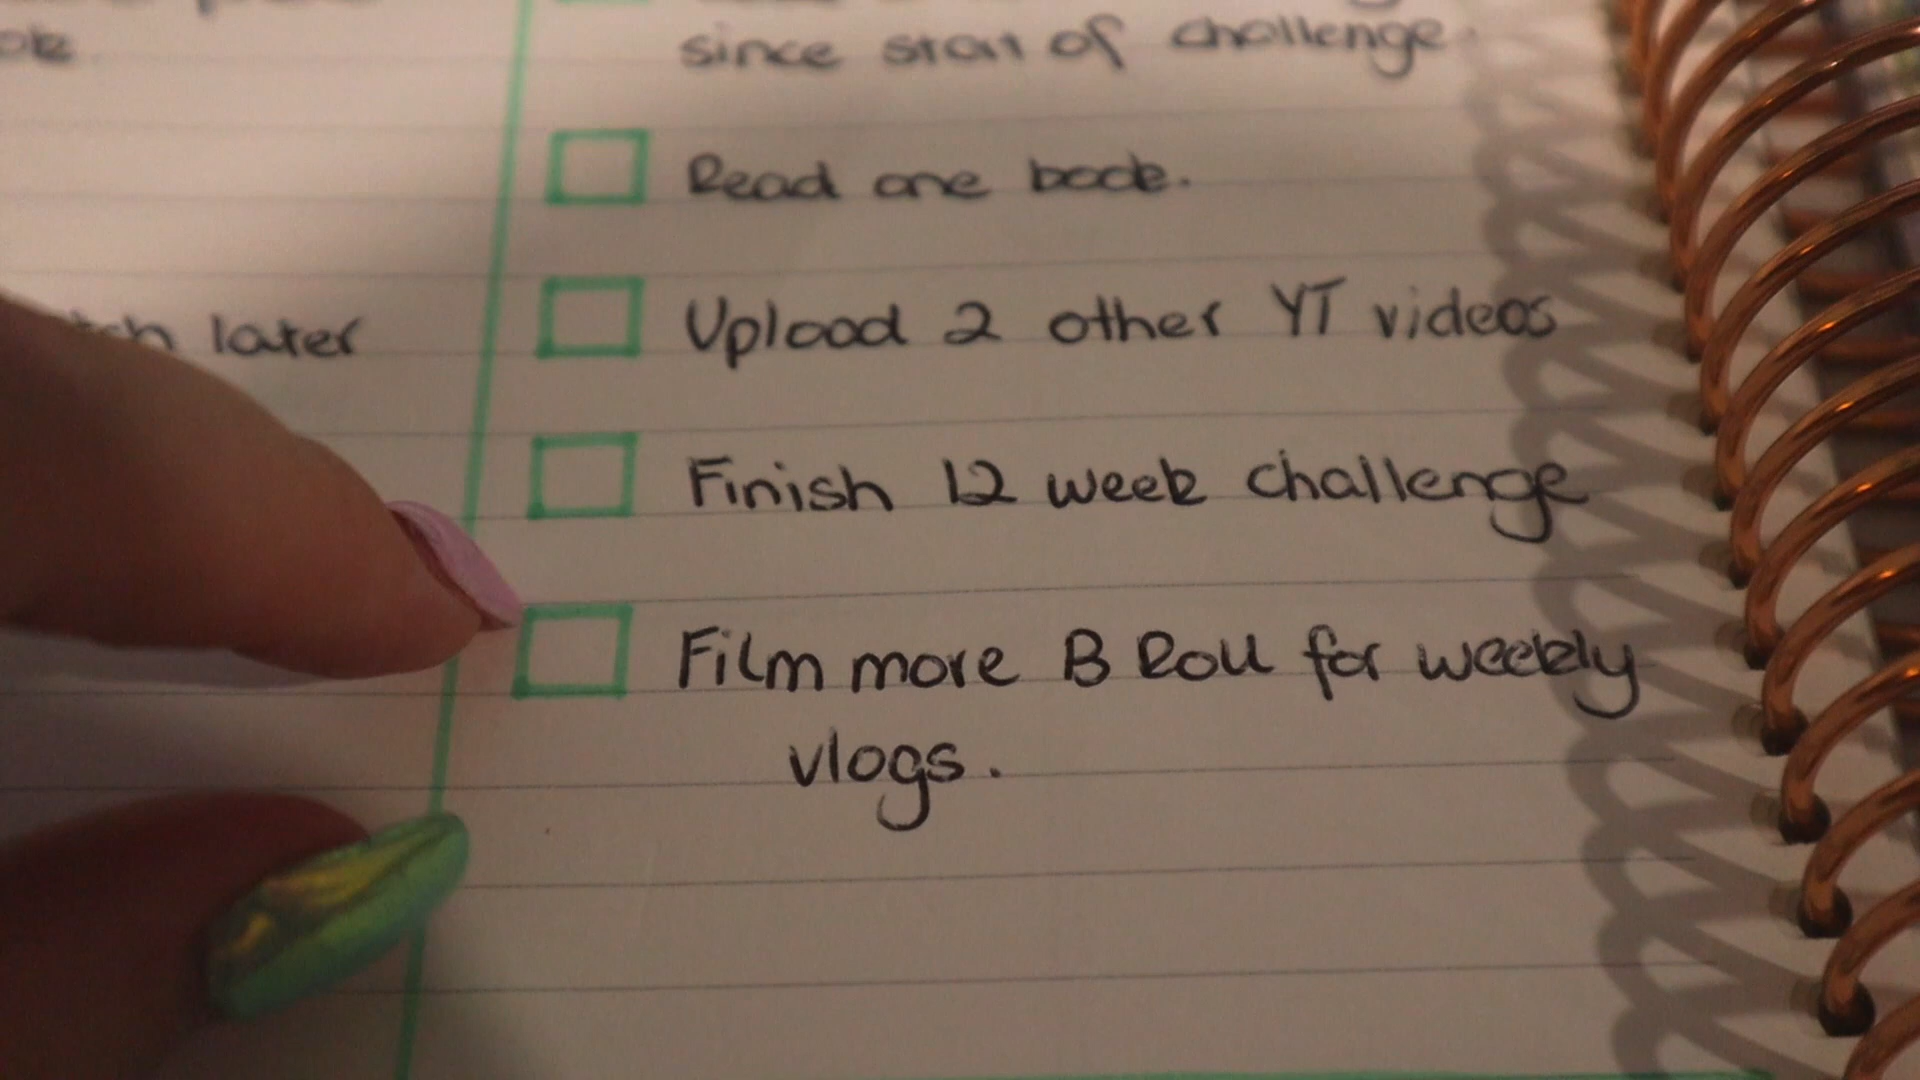 since start of challenge.
Read one book.
later
Upload 2 other YT videos
Finish 12 week challenge
Film more B Roll for weekly
vlogs.